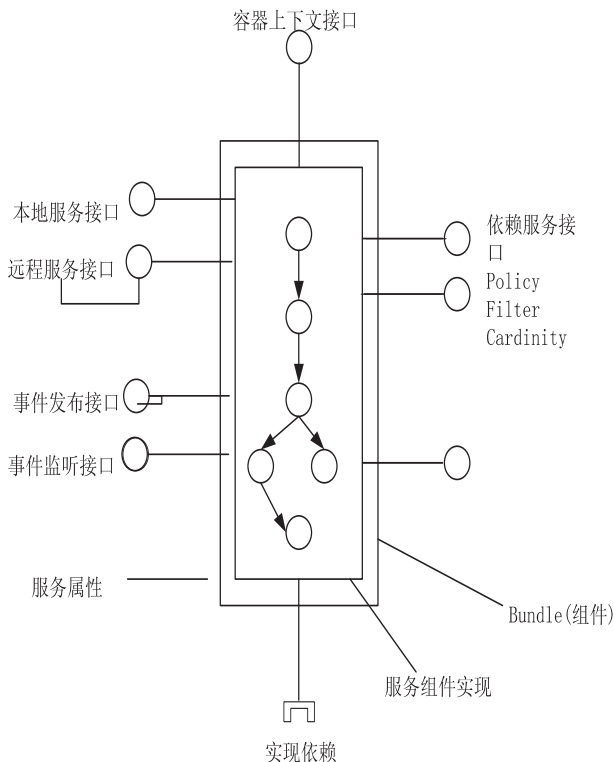 容器上下文接口
本地服务接口
远程服务接口
依赖服务接
口
Policy
Filter
Cardinity
事件发布接口
事件监听接口
服务属性
Bundle(组件)
服务组件实现
实现依赖